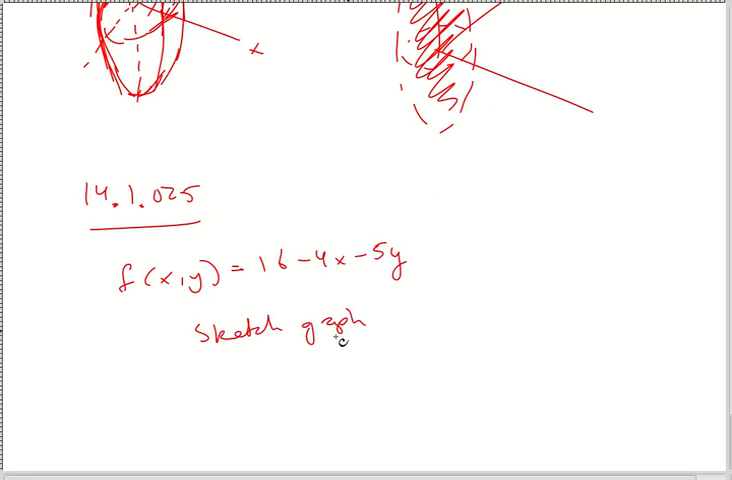 x
14.1.025
f(x,y) = 16-4x-5y
Sketch graph